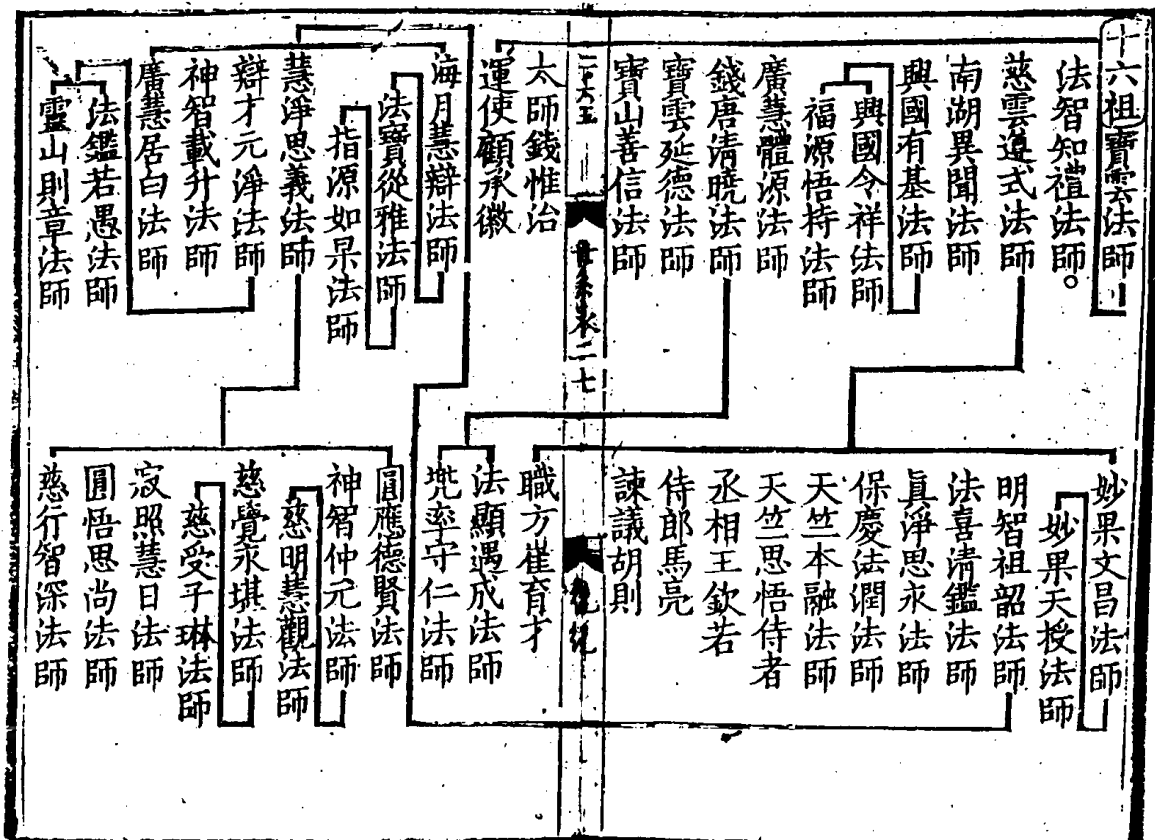 十六祖寶雲法師
法智知禮法師。
慈雲遵式法師
南湖異聞法師
興國有基法師
興國令祥法師
福源悟持法師
廣慧體源法師
錢唐清曉法師
寶雲延德法師
寶山善信法師
太師錢惟治
運使顧承徽
妙果文昌法師
妙果天授法師
明智祖韶法師
法喜清鑑法師
眞淨思永法師
保慶法潤法師
天竺本融法師
天竺思悟侍者
丞相王欽若
侍郎馬亮
諫議胡則
職方崔育才
法顯遇成法師
兜率守仁法師
世系表二七
海月慧辯法師
法寶從雅法師
指源如杲法師
慧淨思義法師
辯才元淨法師
神智載升法師
廣慧居白法師
法鑑若愚法師
靈山則章法師
圓應德賢法師
神智仲元法師
慈明慧觀法師
慈覺永堪法師
慈受子琳法師
寂照慧日法師
圓悟思尚法師
慈行智深法師